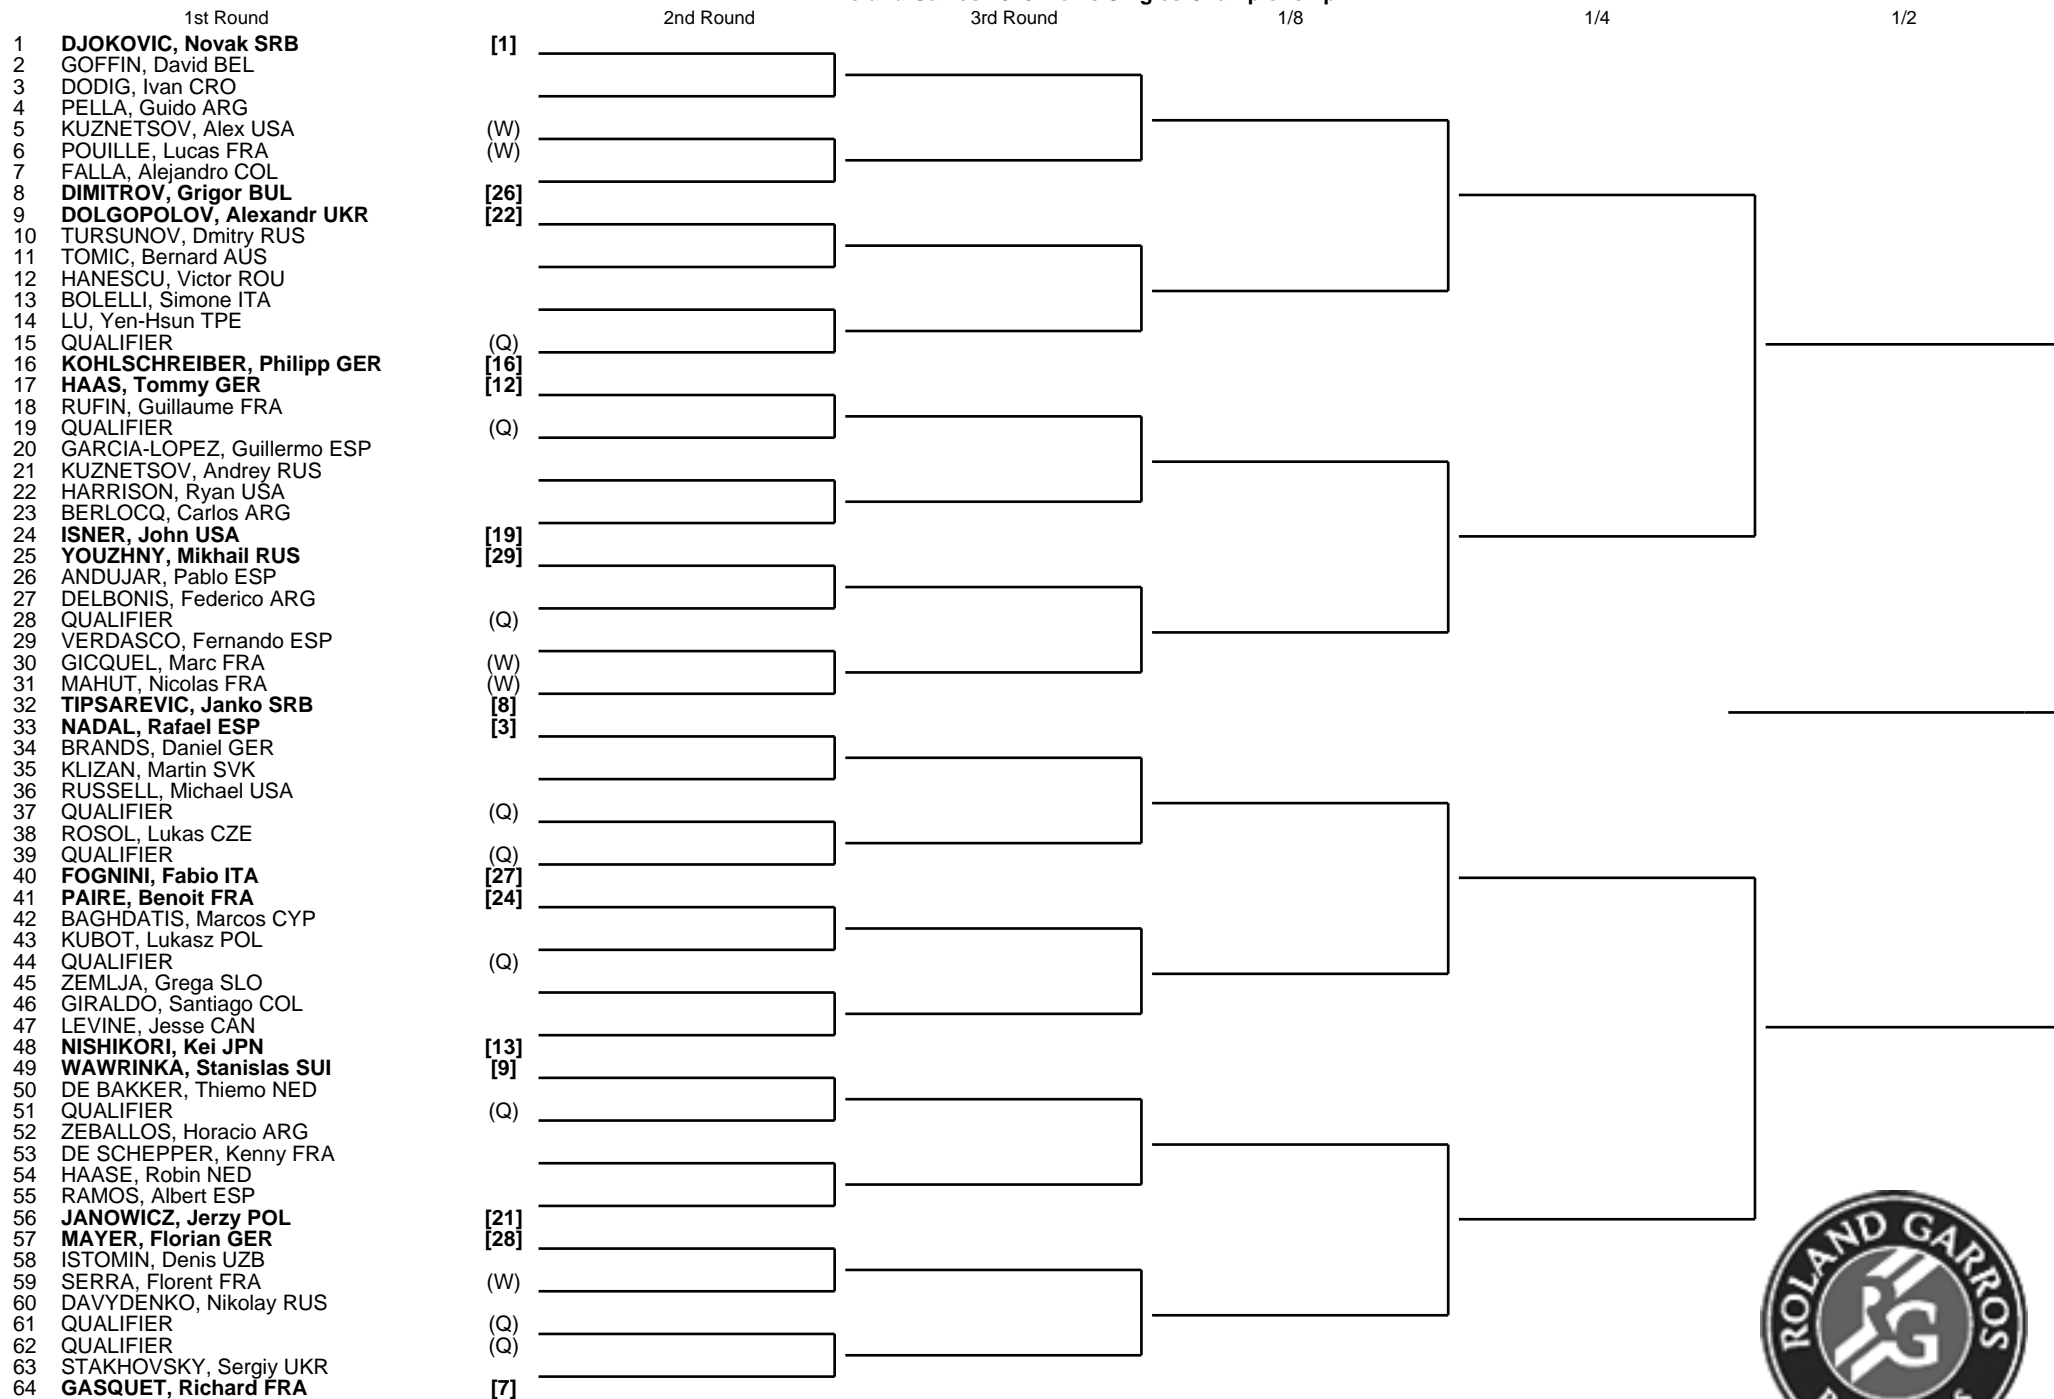 1st Round 2nd Round 3rd Round 1/8 1/4 1/2
1 DJOKOVIC, Novak SRB [1]
2 GOFFIN, David BEL
3 DODIG, Ivan CRO
4 PELLA, Guido ARG
5 KUZNETSOV, Alex USA (W)
6 POUILLE, Lucas FRA (W)
7 FALLA, Alejandro COL
8 DIMITROV, Grigor BUL [26]
9 DOLGOPOLOV, Alexandr UKR [22]
10 TURSUNOV, Dmitry RUS
11 TOMIC, Bernard AUS
12 HANESCU, Victor ROU
13 BOLELLI, Simone ITA
14 LU, Yen-Hsun TPE
15 QUALIFIER (Q)
16 KOHLSCHREIBER, Philipp GER [16]
17 HAAS, Tommy GER [12]
18 RUFIN, Guillaume FRA
19 QUALIFIER (Q)
20 GARCIA-LOPEZ, Guillermo ESP
21 KUZNETSOV, Andrey RUS
22 HARRISON, Ryan USA
23 BERLOCQ, Carlos ARG
24 ISNER, John USA [19]
25 YOUZHNY, Mikhail RUS [29]
26 ANDUJAR, Pablo ESP
27 DELBONIS, Federico ARG
28 QUALIFIER (Q)
29 VERDASCO, Fernando ESP
30 GICQUEL, Marc FRA (W)
31 MAHUT, Nicolas FRA (W)
32 TIPSAREVIC, Janko SRB [8]
33 NADAL, Rafael ESP [3]
34 BRANDS, Daniel GER
35 KLIZAN, Martin SVK
36 RUSSELL, Michael USA
37 QUALIFIER (Q)
38 ROSOL, Lukas CZE
39 QUALIFIER (Q)
40 FOGNINI, Fabio ITA [27]
41 PAIRE, Benoit FRA [24]
42 BAGHDATIS, Marcos CYP
43 KUBOT, Lukasz POL
44 QUALIFIER (Q)
45 ZEMLJA, Grega SLO
46 GIRALDO, Santiago COL
47 LEVINE, Jesse CAN
48 NISHIKORI, Kei JPN [13]
49 WAWRINKA, Stanislas SUI [9]
50 DE BAKKER, Thiemo NED
51 QUALIFIER (Q)
52 ZEBALLOS, Horacio ARG
53 DE SCHEPPER, Kenny FRA
54 HAASE, Robin NED
55 RAMOS, Albert ESP
56 JANOWICZ, Jerzy POL [21]
57 MAYER, Florian GER [28]
58 ISTOMIN, Denis UZB
59 SERRA, Florent FRA (W)
60 DAVYDENKO, Nikolay RUS
61 QUALIFIER (Q)
62 QUALIFIER (Q)
63 STAKHOVSKY, Sergiy UKR
64 GASQUET, Richard FRA [7]
ROLAND GARROS
RG